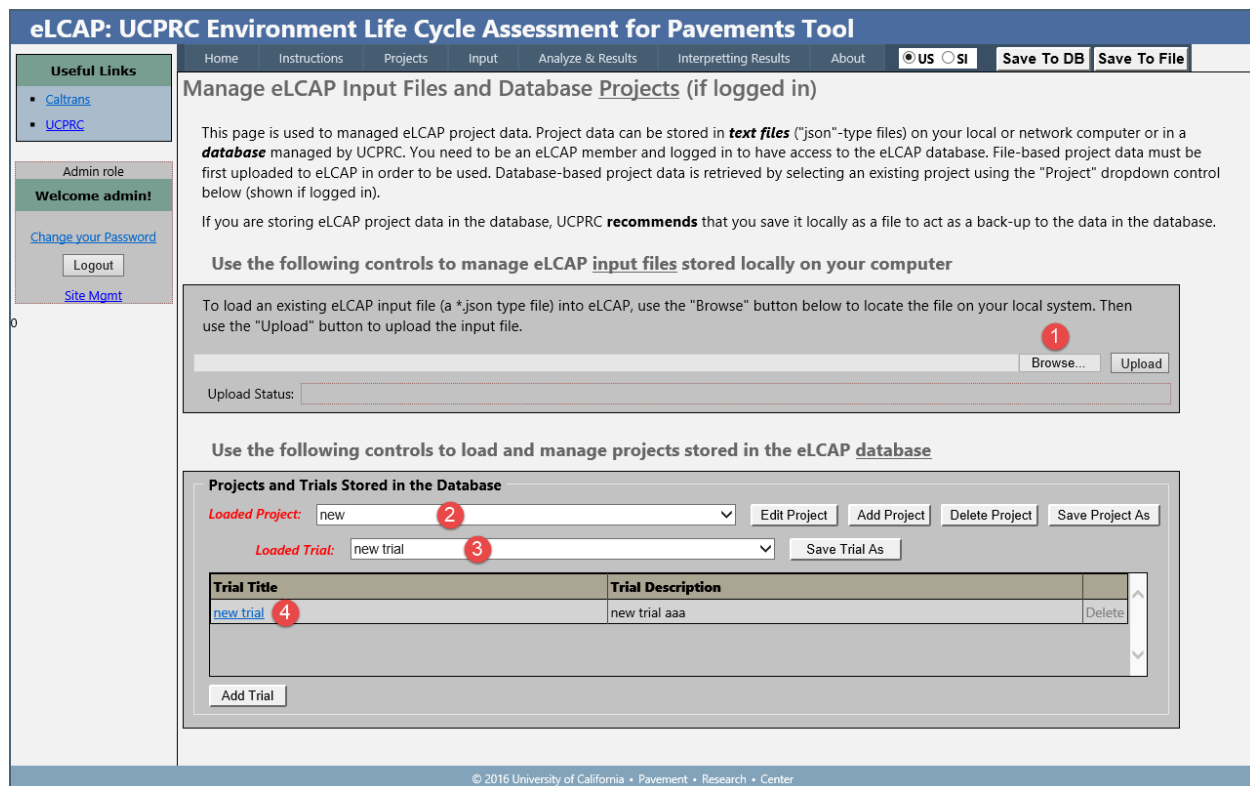 eLCAP: UCPRC Environment Life Cycle Assessment for Pavements Tool
Home Instructions Projects Input Analyze & Results Interpretting Results About US SI Save To DB Save To File
Useful Links
Caltrans
UCPRC
Admin role
Welcome admin!
Change your Password
Logout
Site Mgmt
0
Manage eLCAP Input Files and Database Projects (if logged in)
This page is used to managed eLCAP project data. Project data can be stored in text files ("json"-type files) on your local or network computer or in a
database managed by UCPRC. You need to be an eLCAP member and logged in to have access to the eLCAP database. File-based project data must be
first uploaded to eLCAP in order to be used. Database-based project data is retrieved by selecting an existing project using the "Project" dropdown control
below (shown if logged in).
If you are storing eLCAP project data in the database, UCPRC recommends that you save it locally as a file to act as a back-up to the data in the database.
Use the following controls to manage eLCAP input files stored locally on your computer
To load an existing eLCAP input file (a *.json type file) into eLCAP, use the "Browse" button below to locate the file on your local system. Then
use the "Upload" button to upload the input file.
1
Browse... Upload
Upload Status:
Use the following controls to load and manage projects stored in the eLCAP database
Projects and Trials Stored in the Database
Loaded Project: new 2 Edit Project Add Project Delete Project Save Project As
Loaded Trial: new trial 3 Save Trial As
Trial Title Trial Description
new trial 4 new trial aaa Delete
Add Trial
© 2016 University of California • Pavement • Research • Center